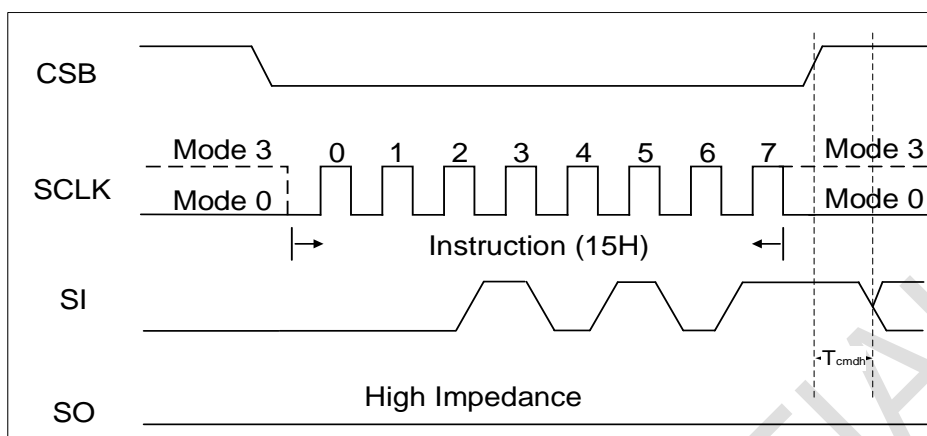 CSB
Mode 3 0 1 2 3 4 5 6 7 Mode 3
SCLK Mode 0 Mode 0
Instruction (15H)
SI
Tcmdh
High Impedance
SO